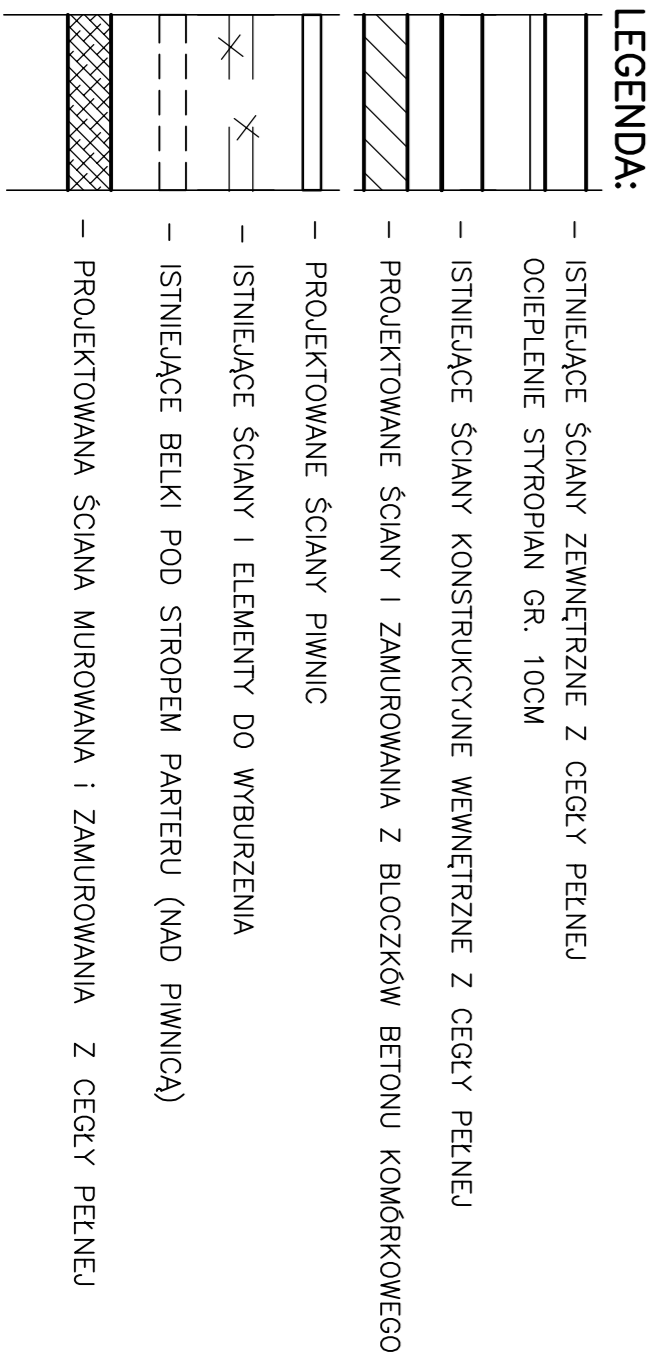 LEGENDA:
- ISTNIEJĄCE ŚCIANY ZEWNĘTRZNE Z CEGŁY PEŁNEJ
OCIEPLENIE STYROPIAN GR. 10CM
- ISTNIEJĄCE ŚCIANY KONSTRUKCYJNE WEWNĘTRZNE Z CEGŁY PEŁNEJ
- PROJEKTOWANE ŚCIANY I ZAMUROWANIA Z BLOCZKÓW BETONU KOMÓRKOWEGO
- PROJEKTOWANE ŚCIANY PIWNIC
- ISTNIEJĄCE ŚCIANY I ELEMENTY DO WYBURZENIA
- ISTNIEJĄCE BELKI POD STROPEM PARTERU (NAD PIWNICĄ)
- PROJEKTOWANA ŚCIANA MUROWANA i ZAMUROWANIA Z CEGŁY PEŁNEJ